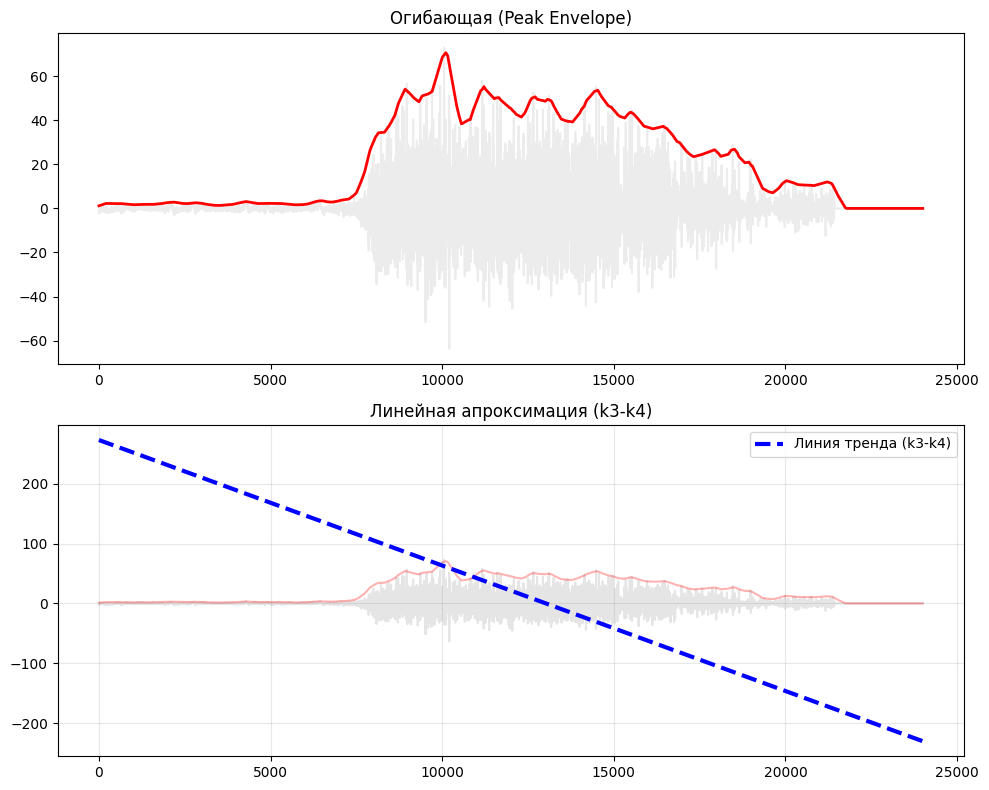 Огибающая (Peak Envelope)
60
40
20
0
−20
−40
−60
0 5000 10000 15000 20000 25000
Линейная апроксимация (k3-k4)
Линия тренда (k3-k4)
200
100
0
−100
−200
0 5000 10000 15000 20000 25000